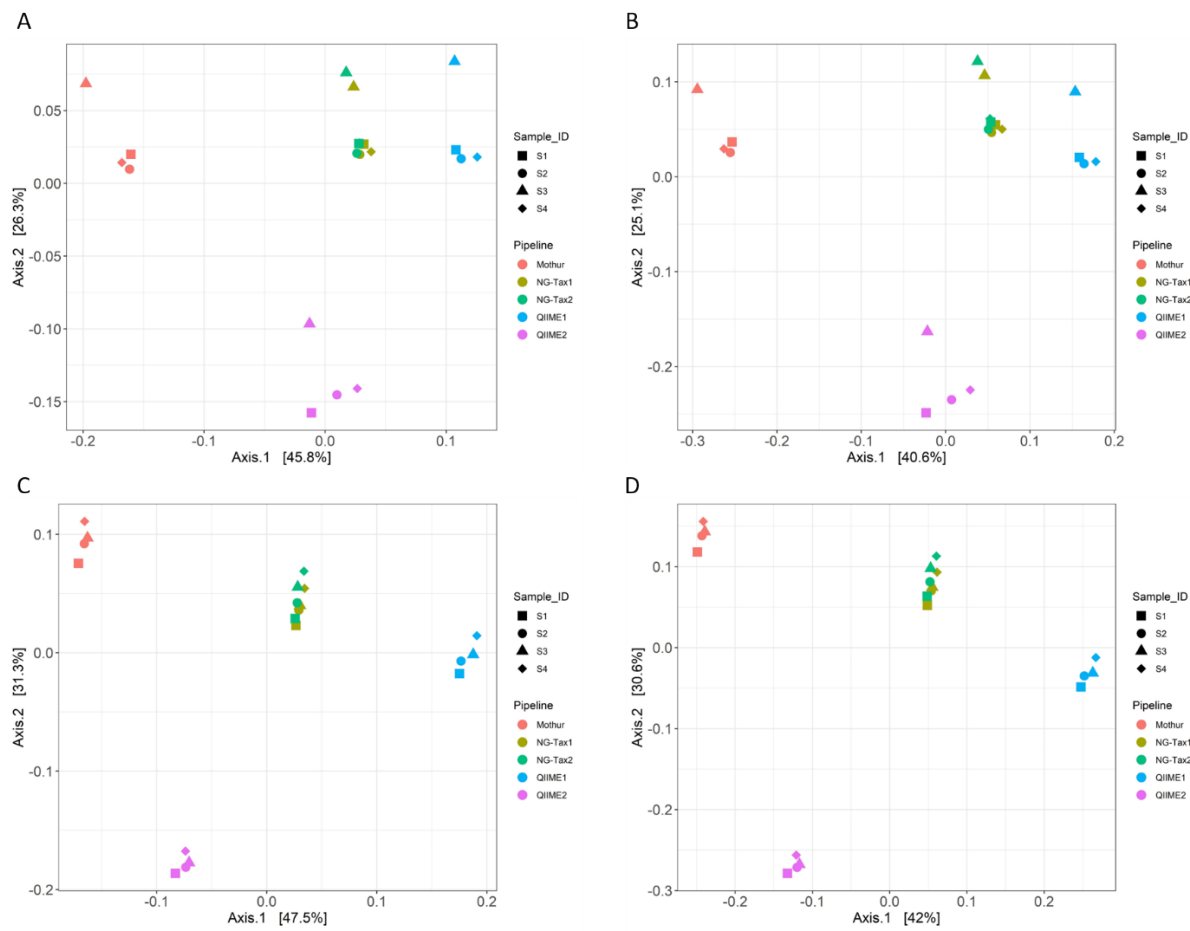 A
0.05
0.00
-0.05
-0.10
-0.15
Axis.2 [26.3%]
-0.2
-0.1
0.0
0.1
Axis.1 [45.8%]
Sample_ID
S1
S2
S3
S4
Pipeline
Mothur
NG-Tax1
NG-Tax2
QIIME1
QIIME2
B
0.1
0.0
-0.1
-0.2
Axis.2 [25.1%]
-0.3
-0.2
-0.1
0.0
0.1
0.2
Axis.1 [40.6%]
Sample_ID
S1
S2
S3
S4
Pipeline
Mothur
NG-Tax1
NG-Tax2
QIIME1
QIIME2
C
0.1
0.0
-0.1
-0.2
Axis.2 [31.3%]
-0.1
0.0
0.1
0.2
Axis.1 [47.5%]
Sample_ID
S1
S2
S3
S4
Pipeline
Mothur
NG-Tax1
NG-Tax2
QIIME1
QIIME2
D
0.1
0.0
-0.1
-0.2
-0.3
Axis.2 [30.6%]
-0.2
-0.1
0.0
0.1
0.2
Axis.1 [42%]
Sample_ID
S1
S2
S3
S4
Pipeline
Mothur
NG-Tax1
NG-Tax2
QIIME1
QIIME2